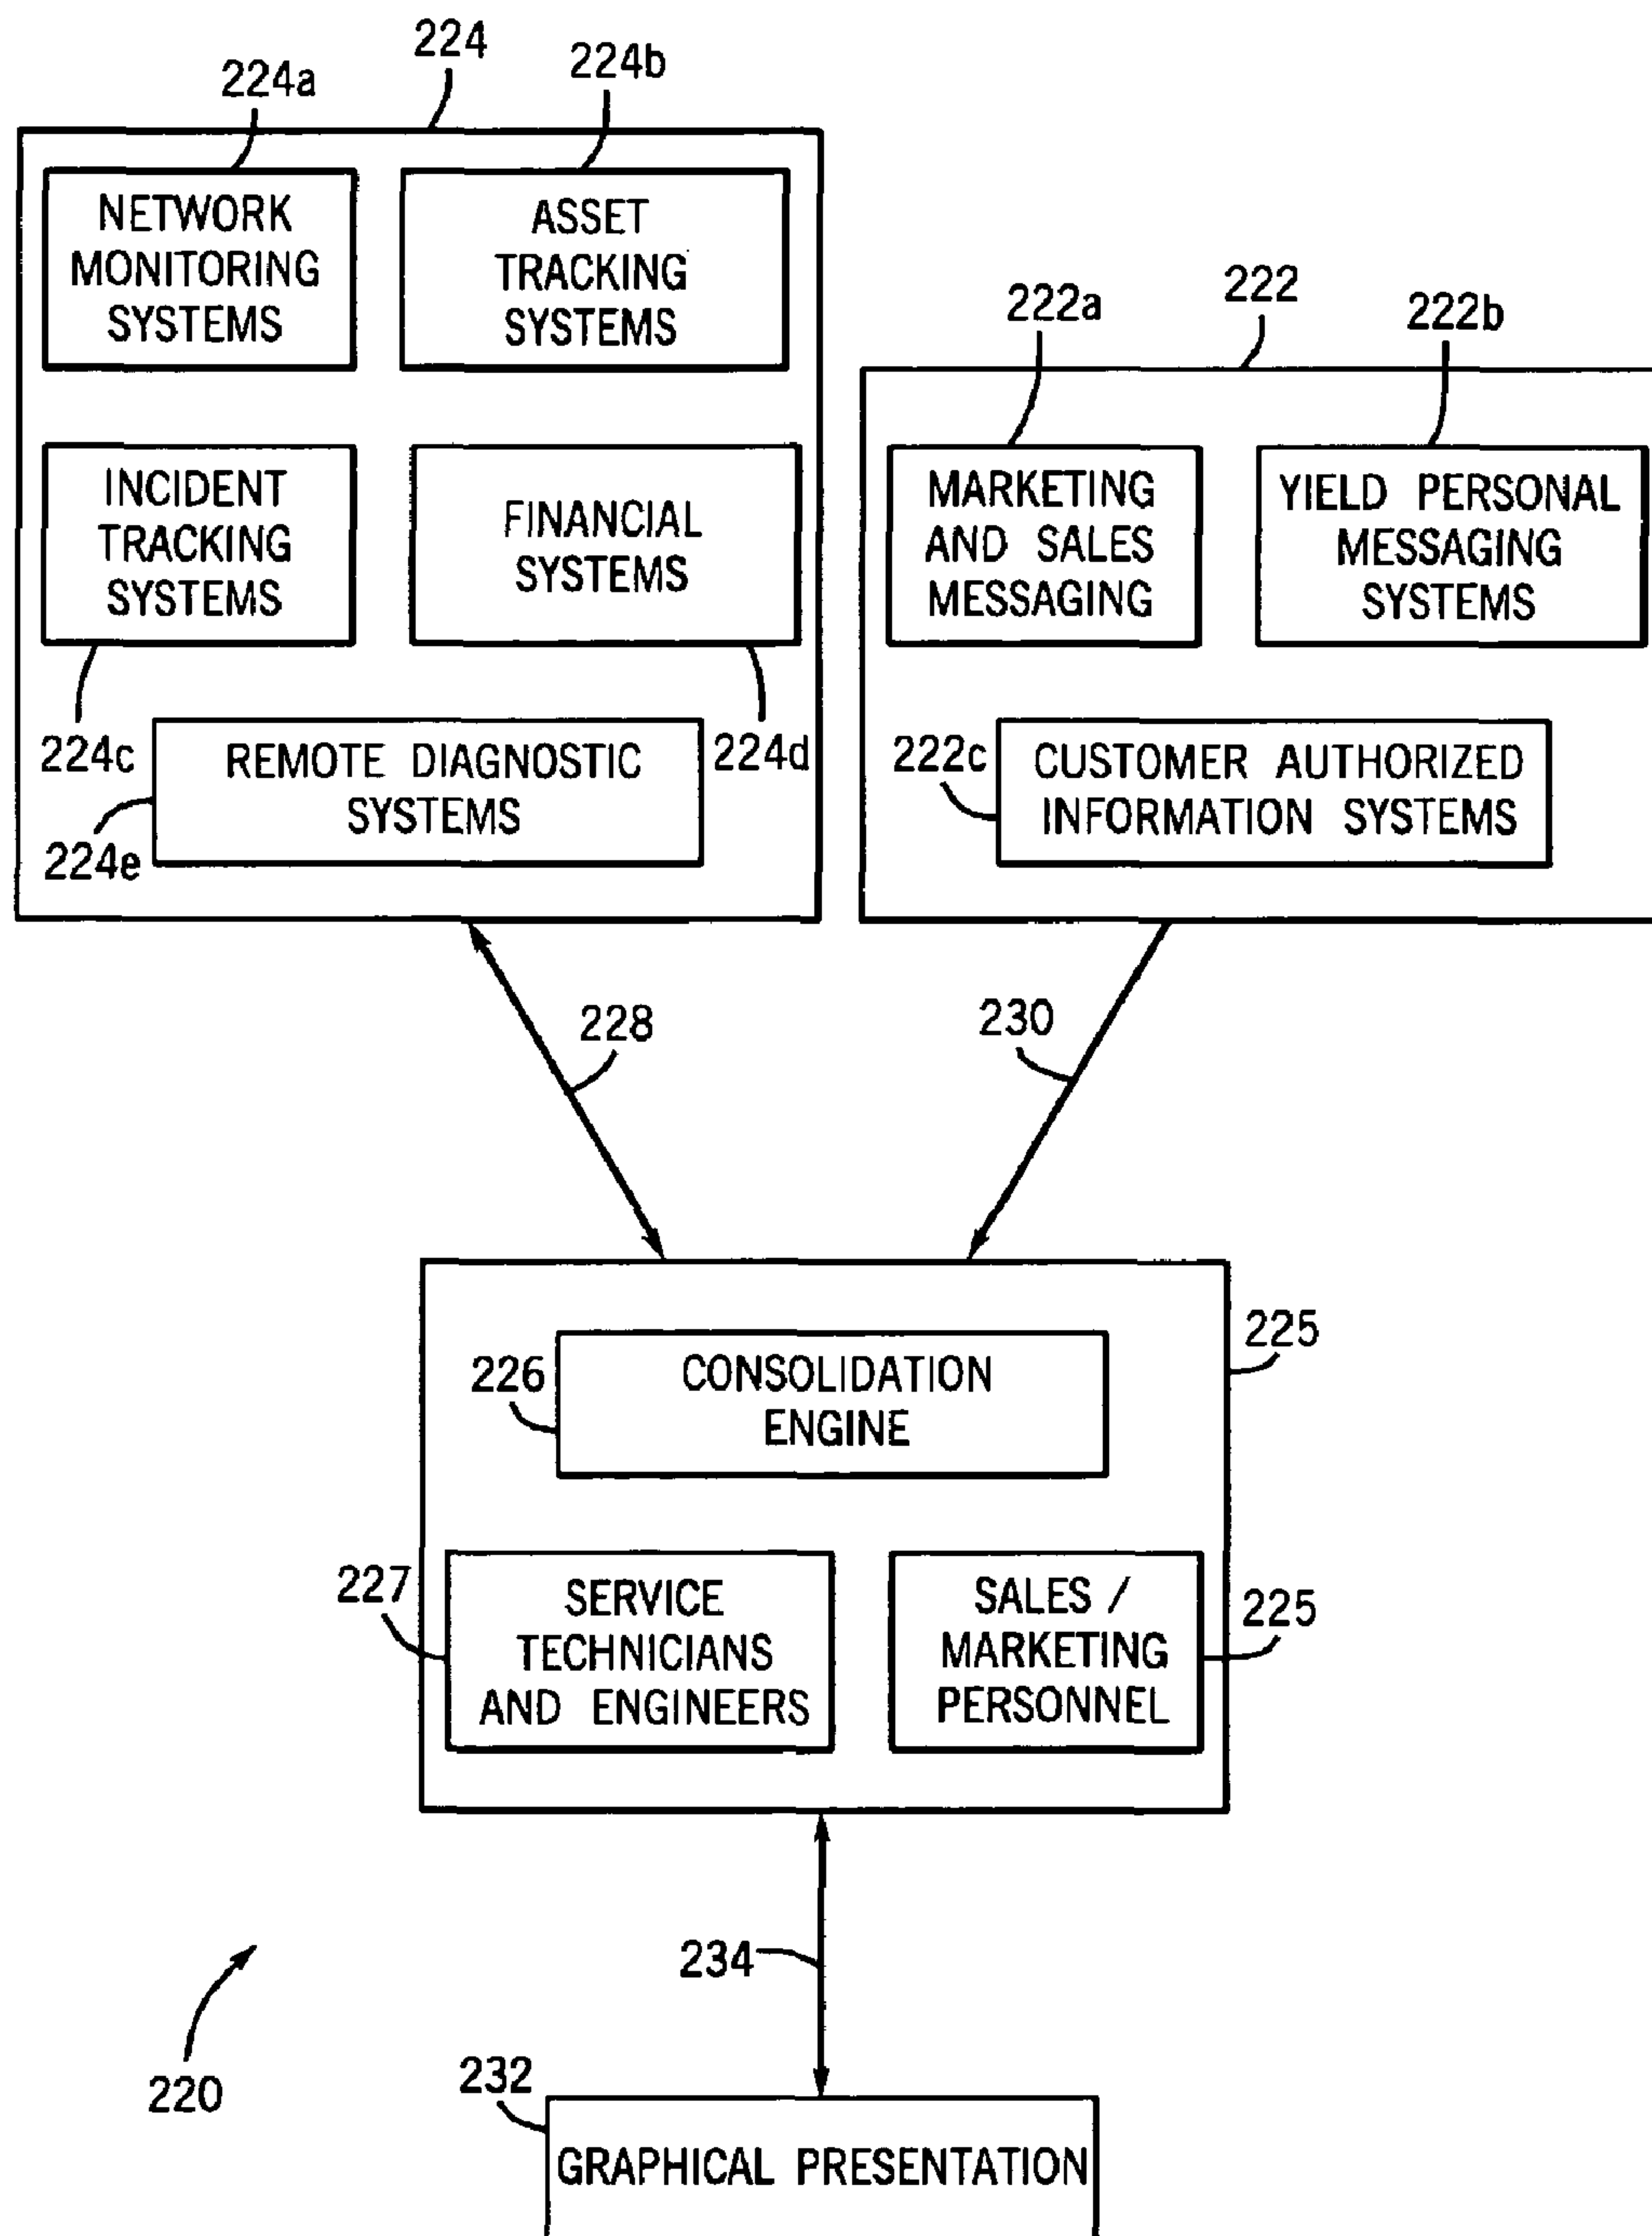 224
224a
224b
NETWORK
MONITORING
SYSTEMS
ASSET
TRACKING
SYSTEMS
INCIDENT
TRACKING
SYSTEMS
FINANCIAL
SYSTEMS
224c
224d
REMOTE DIAGNOSTIC
SYSTEMS
224e
222
222a
222b
MARKETING
AND SALES
MESSAGING
YIELD PERSONAL
MESSAGING
SYSTEMS
222c
CUSTOMER AUTHORIZED
INFORMATION SYSTEMS
228
230
225
226
CONSOLIDATION
ENGINE
227
SERVICE
TECHNICIANS
AND ENGINEERS
SALES /
MARKETING
PERSONNEL
225
234
220
232
GRAPHICAL PRESENTATION